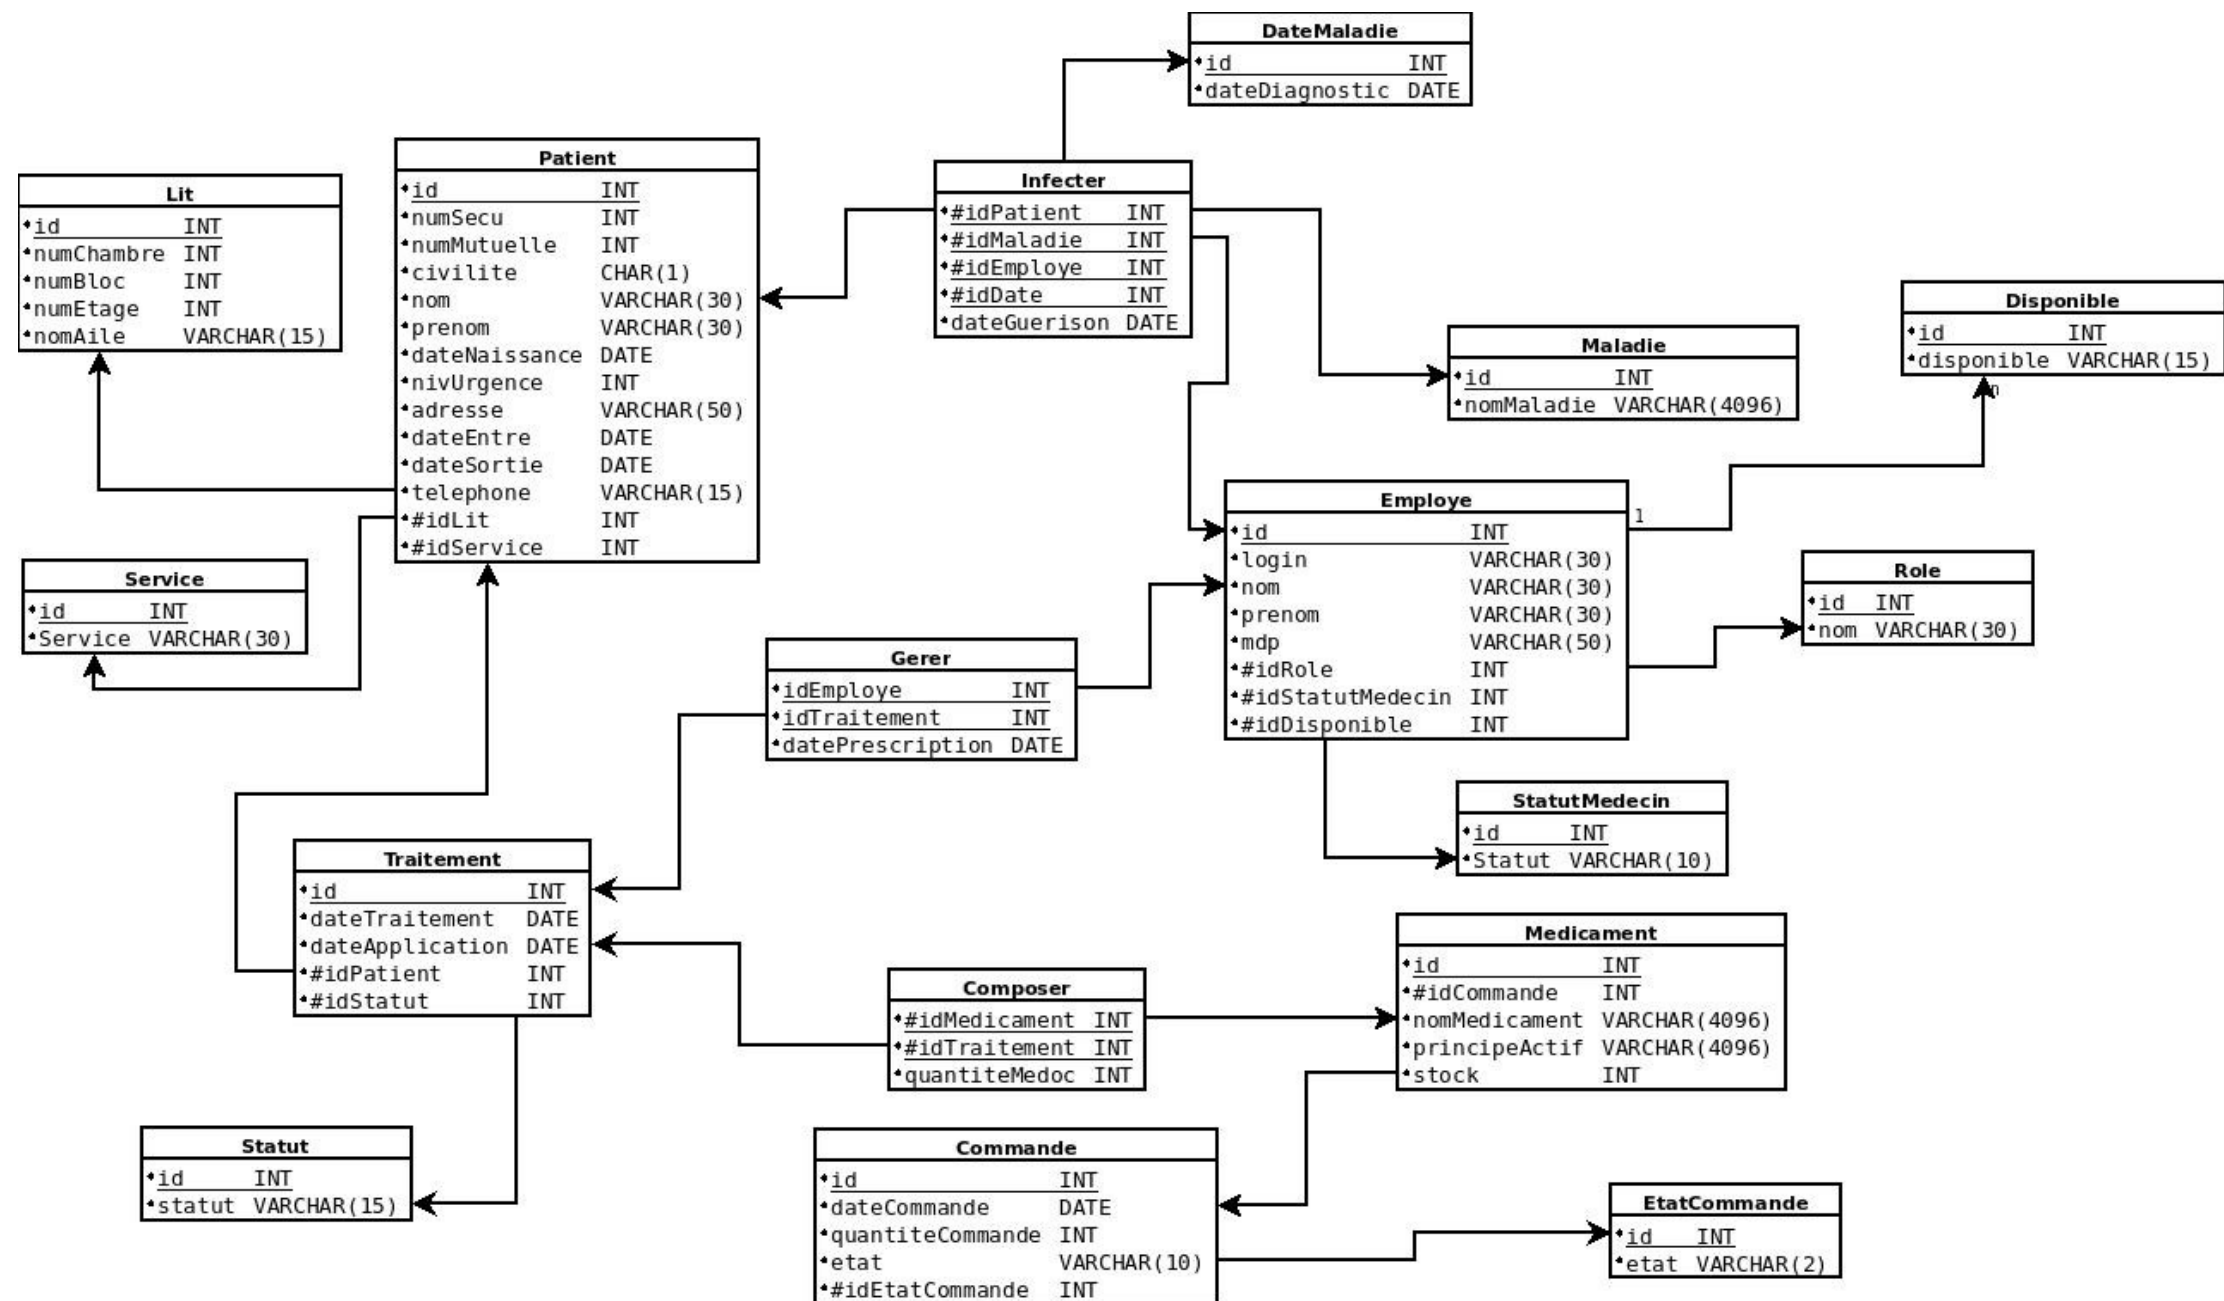 DateMaladie
id INT
dateDiagnostic DATE
Patient
id INT
numSecu INT
numMutuelle INT
civilite CHAR(1)
nom VARCHAR(30)
prenom VARCHAR(30)
dateNaissance DATE
nivUrgence INT
adresse VARCHAR(50)
dateEntre DATE
dateSortie DATE
telephone VARCHAR(15)
#idLit INT
#idService INT
Infecter
#idPatient INT
#idMaladie INT
#idEmploye INT
#idDate INT
dateGuerison DATE
Lit
id INT
numChambre INT
numBloc INT
numEtage INT
nomAile VARCHAR(15)
Disponible
id INT
disponible VARCHAR(15)
n
Maladie
id INT
nomMaladie VARCHAR(4096)
Employe
id INT
login VARCHAR(30)
nom VARCHAR(30)
prenom VARCHAR(30)
mdp VARCHAR(50)
#idRole INT
#idStatutMedecin INT
#idDisponible INT
1
Role
id INT
nom VARCHAR(30)
Service
id INT
Service VARCHAR(30)
Gerer
idEmploye INT
idTraitement INT
datePrescription DATE
StatutMedecin
id INT
Statut VARCHAR(10)
Traitement
id INT
dateTraitement DATE
dateApplication DATE
#idPatient INT
#idStatut INT
Medicament
id INT
#idCommande INT
nomMedicament VARCHAR(4096)
principeActif VARCHAR(4096)
stock INT
Composer
#idMedicament INT
#idTraitement INT
quantiteMedoc INT
Statut
id INT
statut VARCHAR(15)
Commande
id INT
dateCommande DATE
quantiteCommande INT
etat VARCHAR(10)
#idEtatCommande INT
EtatCommande
id INT
etat VARCHAR(2)